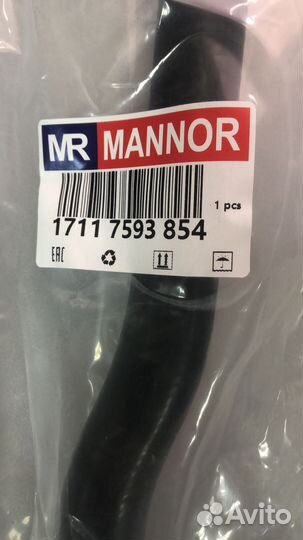 MR MANNOR
1 pcs
1711 7593 854
EAC
Avito